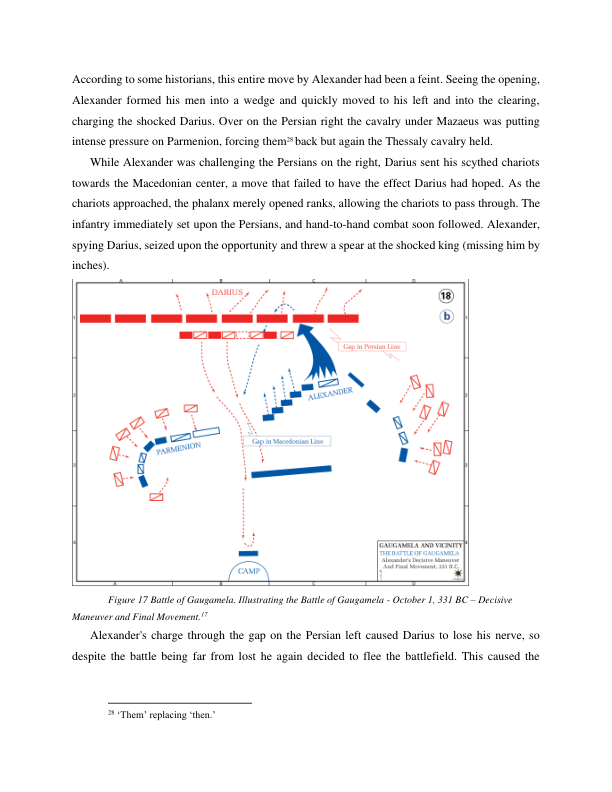 According to some historians, this entire move by Alexander had been a feint. Seeing the opening,
Alexander formed his men into a wedge and quickly moved to his left and into the clearing,
charging the shocked Darius. Over on the Persian right the cavalry under Mazaeus was putting
intense pressure on Parmenion, forcing them²⁸ back but again the Thessaly cavalry held.
While Alexander was challenging the Persians on the right, Darius sent his scythed chariots
towards the Macedonian center, a move that failed to have the effect Darius had hoped. As the
chariots approached, the phalanx merely opened ranks, allowing the chariots to pass through. The
infantry immediately set upon the Persians, and hand-to-hand combat soon followed. Alexander,
spying Darius, seized upon the opportunity and threw a spear at the shocked king (missing him by
inches).
A B C D
DARIUS
18
1 1
b
Gap in Persian Line
ALEXANDER
2 2
PARMENION
Gap in Macedonian Line
3 3
4 4
CAMP
GAUGAMELA AND VICINITY
THE BATTLE OF GAUGAMELA
Alexander's Decisive Maneuver
And Final Movement, 331 B.C.
A B C D
Figure 17 Battle of Gaugamela. Illustrating the Battle of Gaugamela - October 1, 331 BC – Decisive
Maneuver and Final Movement.¹⁷
Alexander's charge through the gap on the Persian left caused Darius to lose his nerve, so
despite the battle being far from lost he again decided to flee the battlefield. This caused the
²⁸ ‘Them’ replacing ‘then.’